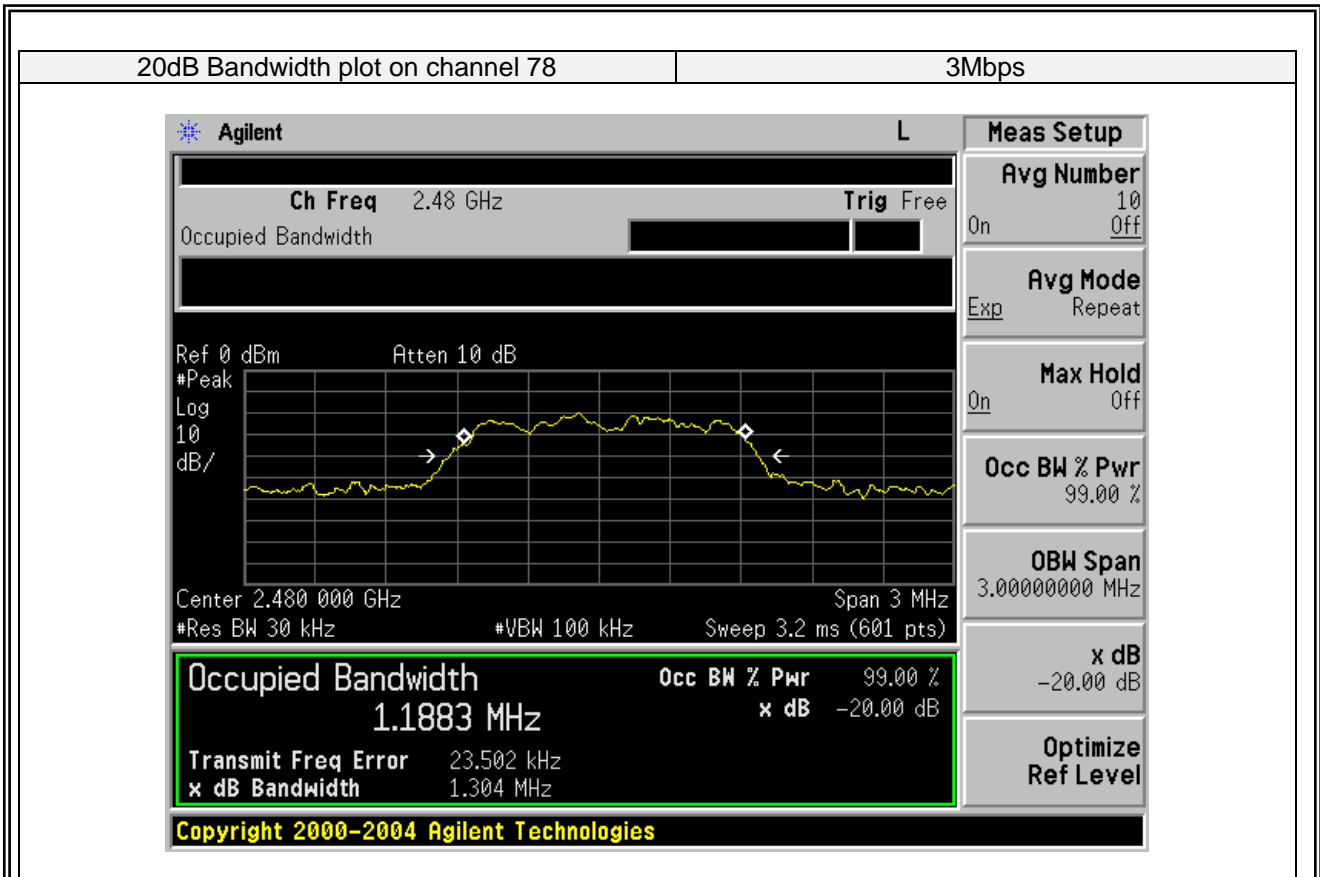 20dB Bandwidth plot on channel 78 3Mbps
Agilent L Meas Setup
Ch Freq 2.48 GHz Trig Free
Occupied Bandwidth
Avg Number
10
On Off
Avg Mode
Exp Repeat
Max Hold
On Off
Occ BW % Pwr
99.00 %
OBW Span
3.00000000 MHz
x dB
-20.00 dB
Optimize
Ref Level
Ref 0 dBm Atten 10 dB
#Peak
Log
10
dB/
Center 2.480 000 GHz Span 3 MHz
#Res BW 30 kHz #VBW 100 kHz Sweep 3.2 ms (601 pts)
Occupied Bandwidth Occ BW % Pwr 99.00 %
1.1883 MHz x dB -20.00 dB
Transmit Freq Error 23.502 kHz
x dB Bandwidth 1.304 MHz
Copyright 2000-2004 Agilent Technologies